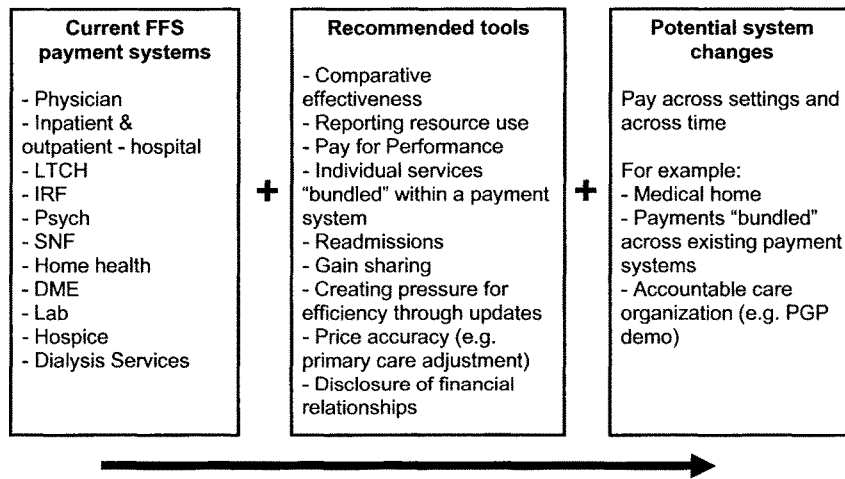 Current FFS
payment systems
- Physician
- Inpatient &
outpatient - hospital
- LTCH
- IRF
- Psych
- SNF
- Home health
- DME
- Lab
- Hospice
- Dialysis Services
+
Recommended tools
- Comparative
effectiveness
- Reporting resource use
- Pay for Performance
- Individual services
"bundled" within a payment
system
- Readmissions
- Gain sharing
- Creating pressure for
efficiency through updates
- Price accuracy (e.g.
primary care adjustment)
- Disclosure of financial
relationships
+
Potential system
changes
Pay across settings and
across time
For example:
- Medical home
- Payments "bundled"
across existing payment
systems
- Accountable care
organization (e.g. PGP
demo)